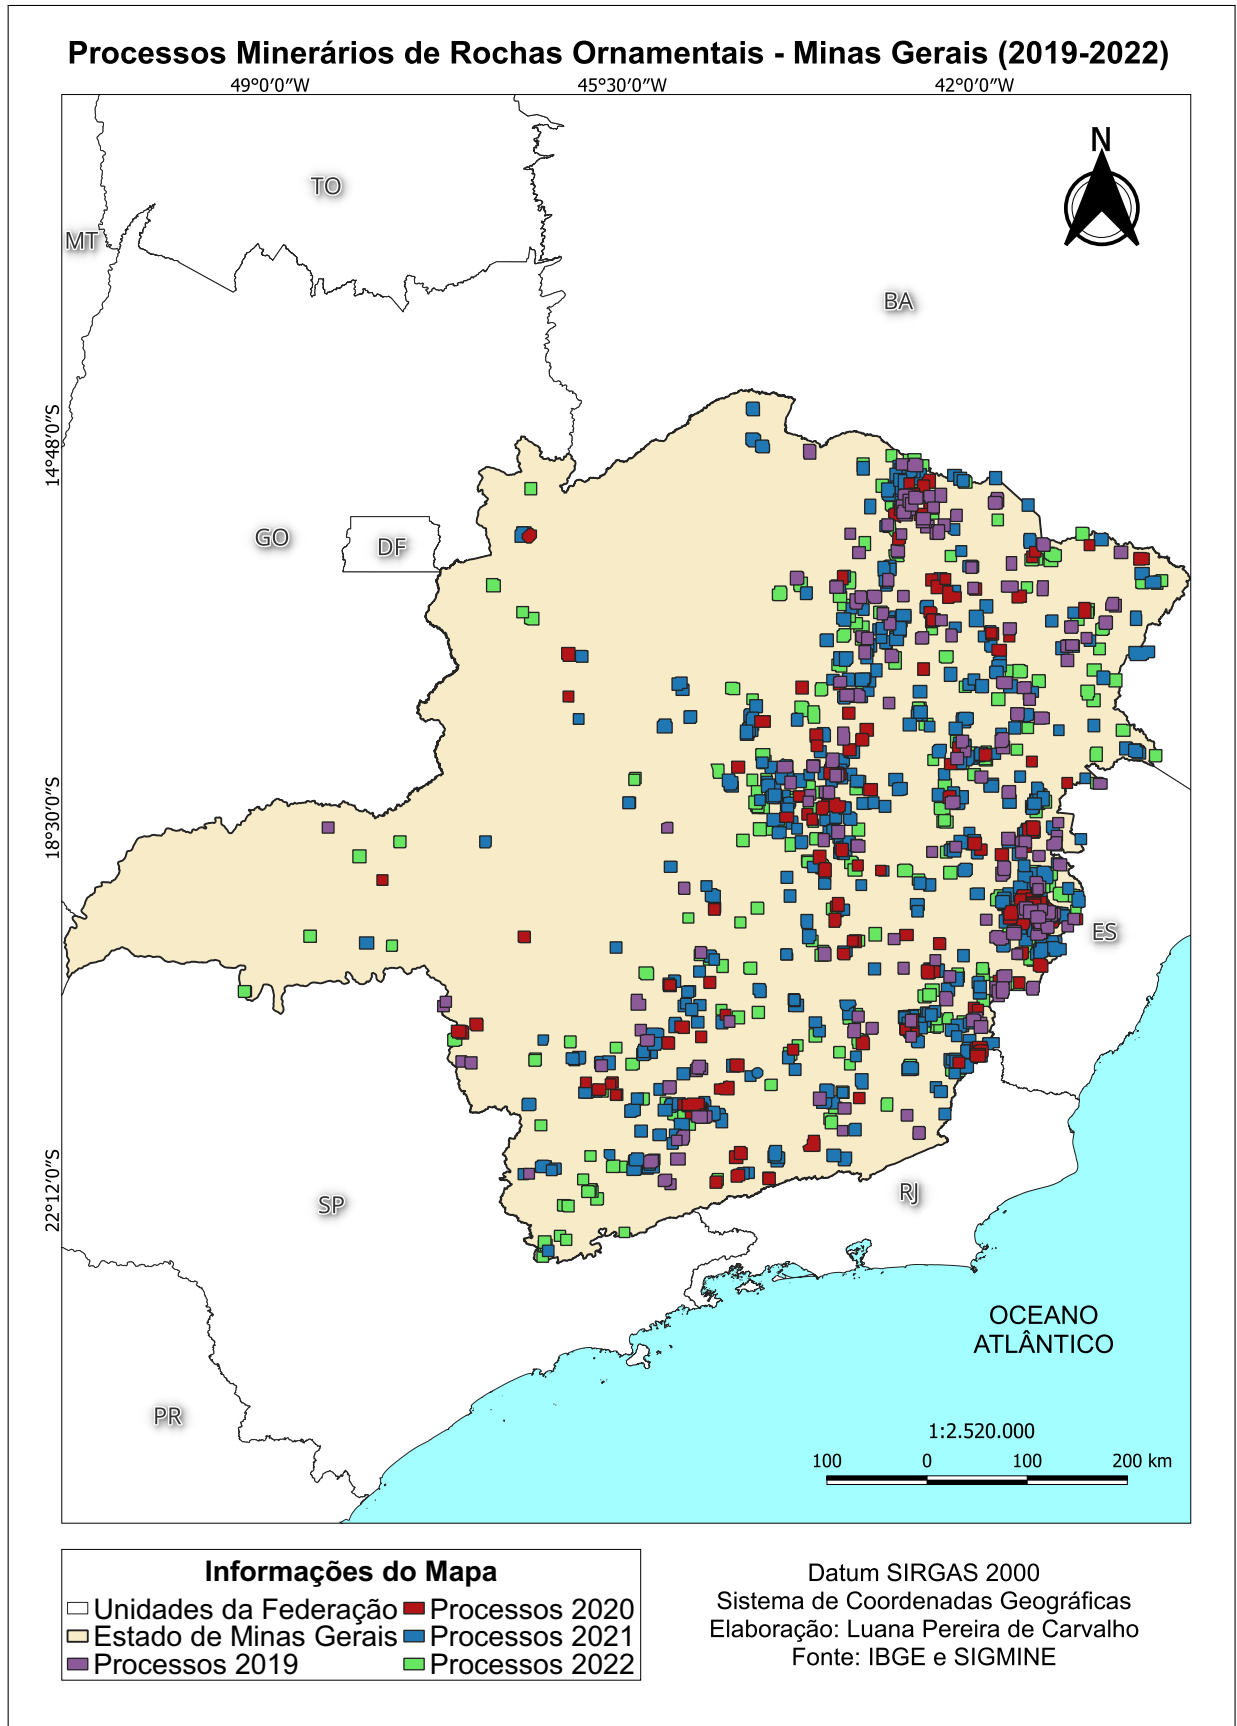 Processos Minerários de Rochas Ornamentais - Minas Gerais (2019-2022)
49°0′0″W 45°30′0″W 42°0′0″W
N
TO
MT
BA
14°48′0″S
GO
DF
18°30′0″S
ES
22°12′0″S
SP
RJ
OCEANO
ATLÂNTICO
PR
1:2.520.000
100 0 100 200 km
Informações do Mapa
Unidades da Federação
Estado de Minas Gerais
Processos 2019
Processos 2020
Processos 2021
Processos 2022
Datum SIRGAS 2000
Sistema de Coordenadas Geográficas
Elaboração: Luana Pereira de Carvalho
Fonte: IBGE e SIGMINE